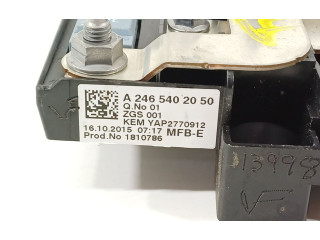 A 246 540 20 50
Q.No 01
ZGS 001
KEM YAP2770912
16.10.2015 07:17 MFB-E
Prod.No 1810786
13998
VF